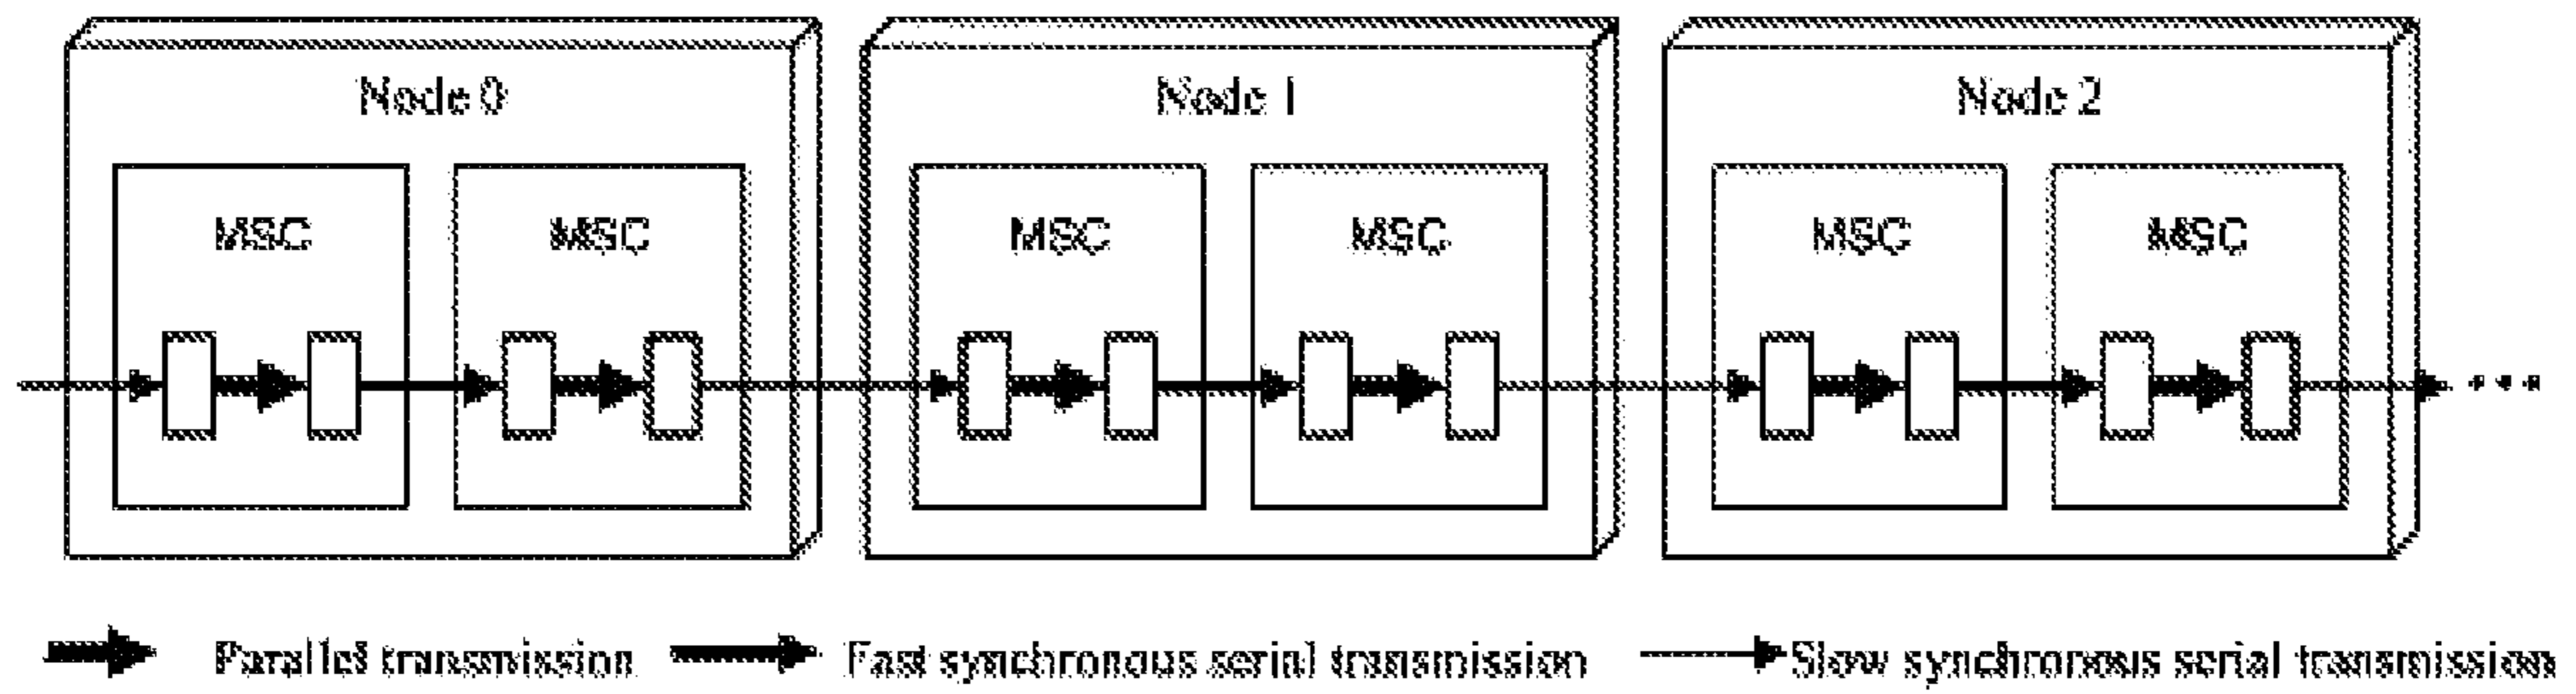 Node 0
Node 1
Node 2
MSC
MSC
MSC
MSC
MSC
MSC
...
Parallel transmission
Fast synchronous serial transmission
Slow synchronous serial transmission